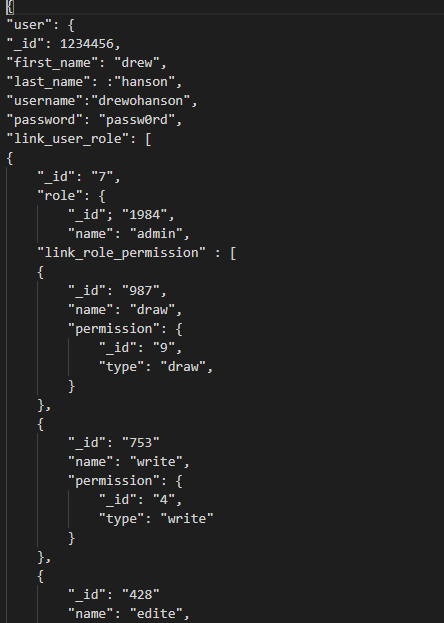 {
"user": {
"_id": 1234456,
"first_name": "drew",
"last_name": :"hanson",
"username":"drewohanson",
"password": "passw0rd",
"link_user_role": [
{
"_id": "7",
"role": {
"_id"; "1984",
"name": "admin",
"link_role_permission" : [
{
"_id": "987",
"name": "draw",
"permission": {
"_id": "9",
"type": "draw",
}
},
{
"_id": "753"
"name": "write",
"permission": {
"_id": "4",
"type": "write"
}
},
{
"_id": "428"
"name": "edite",